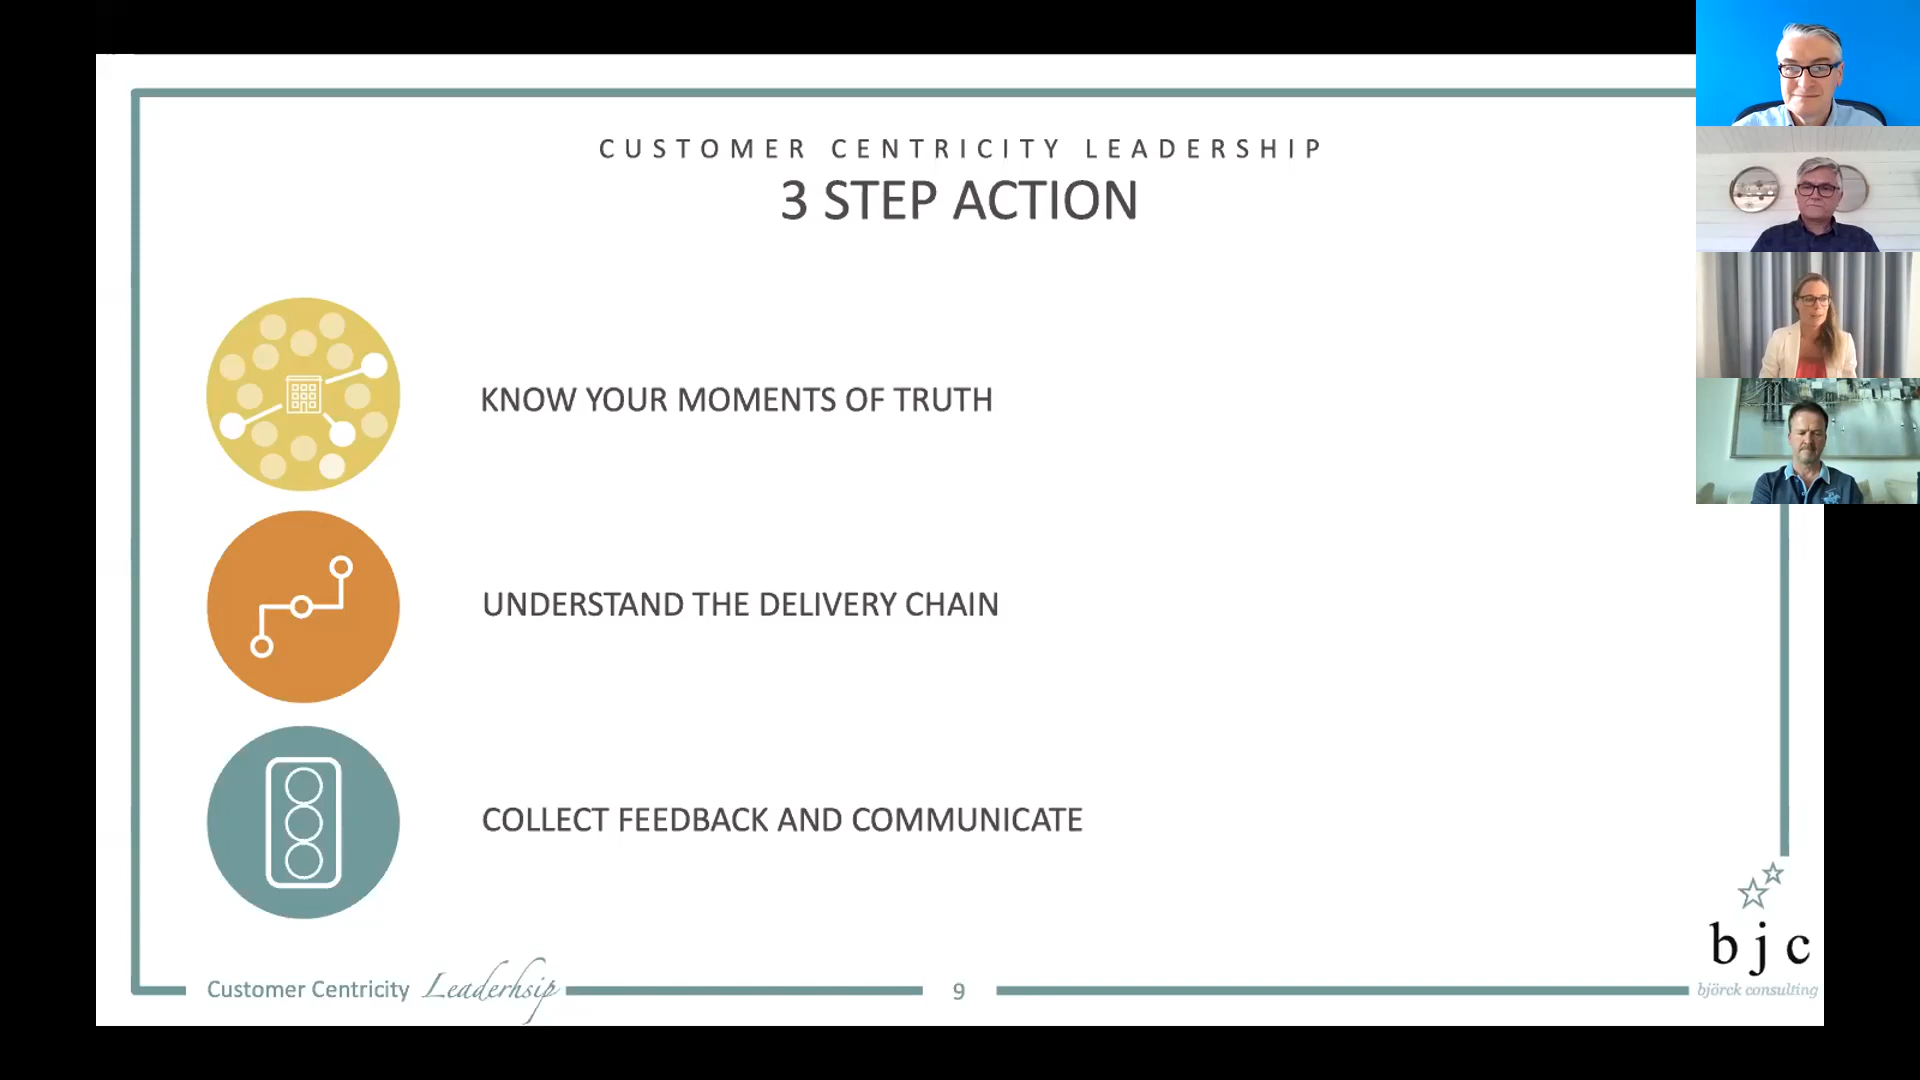 CUSTOMER CENTRICITY LEADERSHIP
3 STEP ACTION
KNOW YOUR MOMENTS OF TRUTH
UNDERSTAND THE DELIVERY CHAIN
COLLECT FEEDBACK AND COMMUNICATE
Customer Centricity Leaderhsip
9
bjc
björck consulting